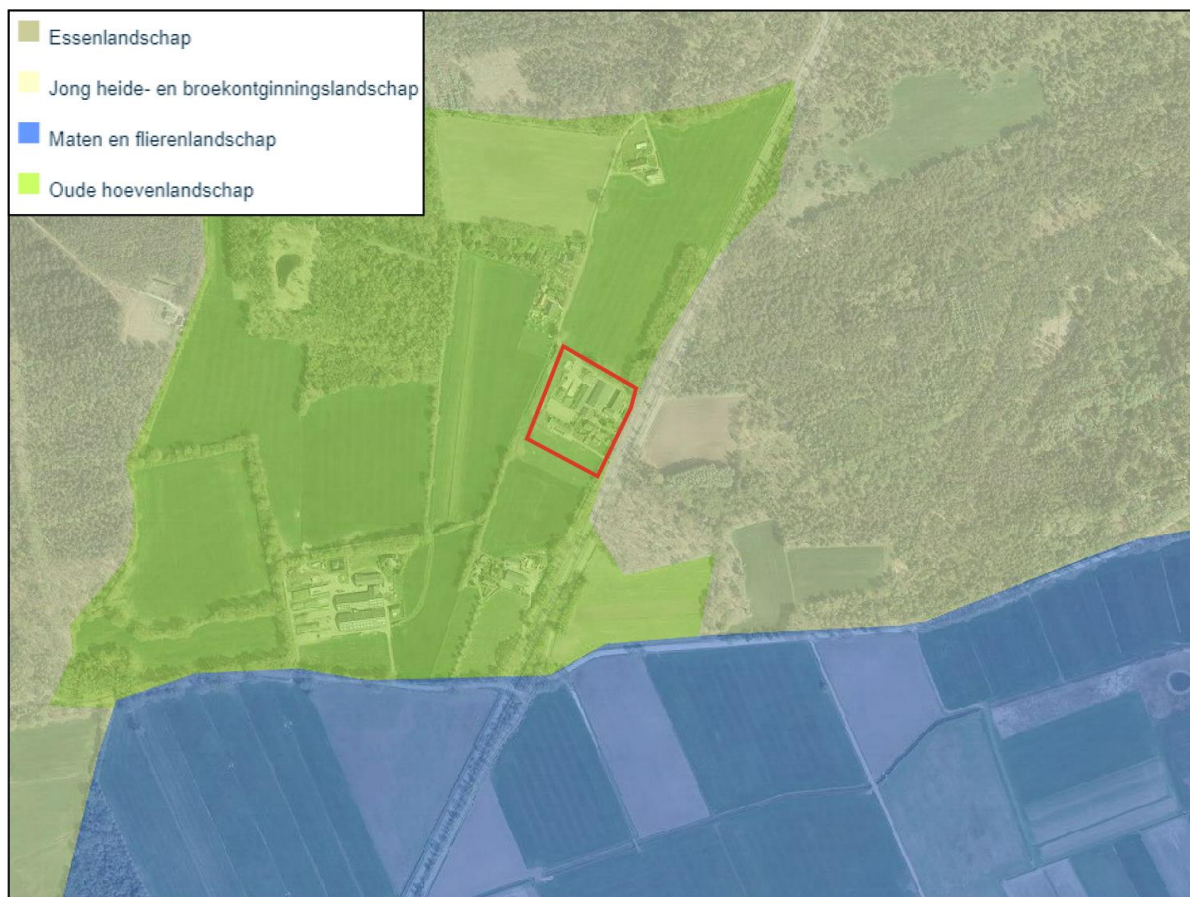 Essenlandschap
Jong heide- en broekontginningslandschap
Maten en flierenlandschap
Oude hoevenlandschap